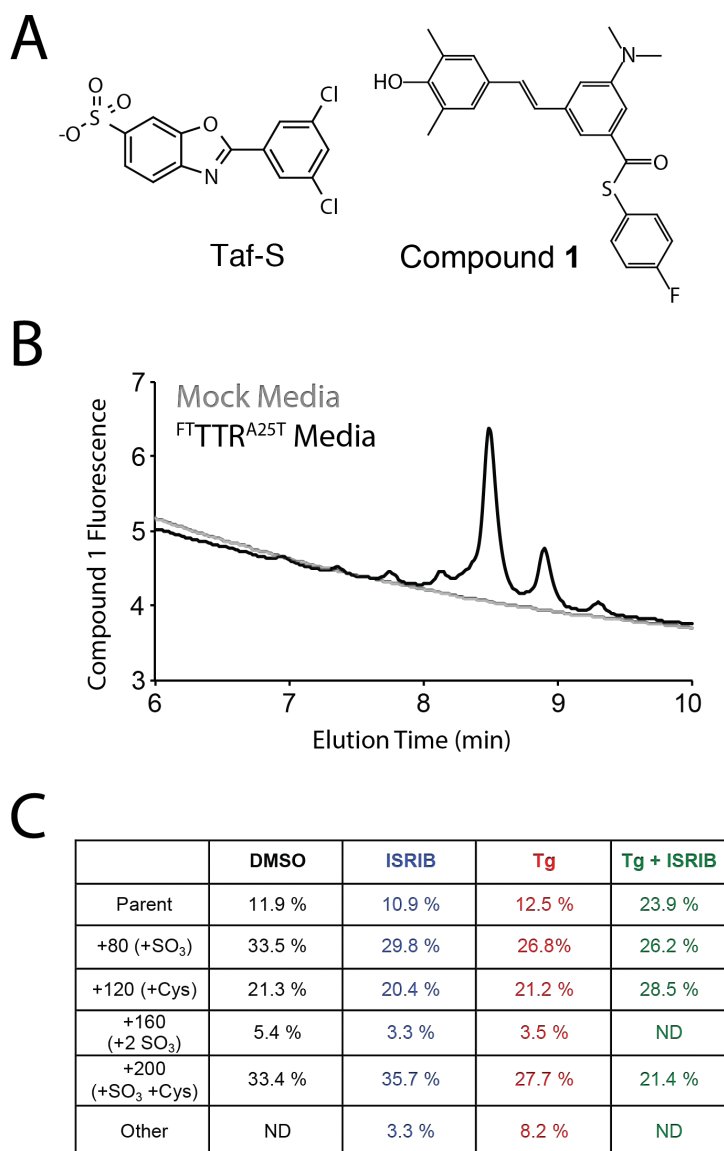 A
O
O
S
-O
O
N
Cl
Cl
Taf-S
HO
N
O
S
F
Compound 1
B
Mock Media
FTTTRA25T Media
Compound 1 Fluorescence
7
6
5
4
3
6 7 8 9 10
Elution Time (min)
C
DMSO ISRIB Tg Tg + ISRIB
Parent 11.9 % 10.9 % 12.5 % 23.9 %
+80 (+SO3) 33.5% 29.8 % 26.8% 26.2 %
+120 (+Cys) 21.3 % 20.4 % 21.2 % 28.5 %
+160
(+2 SO3) 5.4 % 3.3 % 3.5 % ND
+200
(+SO3 +Cys) 33.4 % 35.7 % 27.7 % 21.4 %
Other ND 3.3 % 8.2 % ND